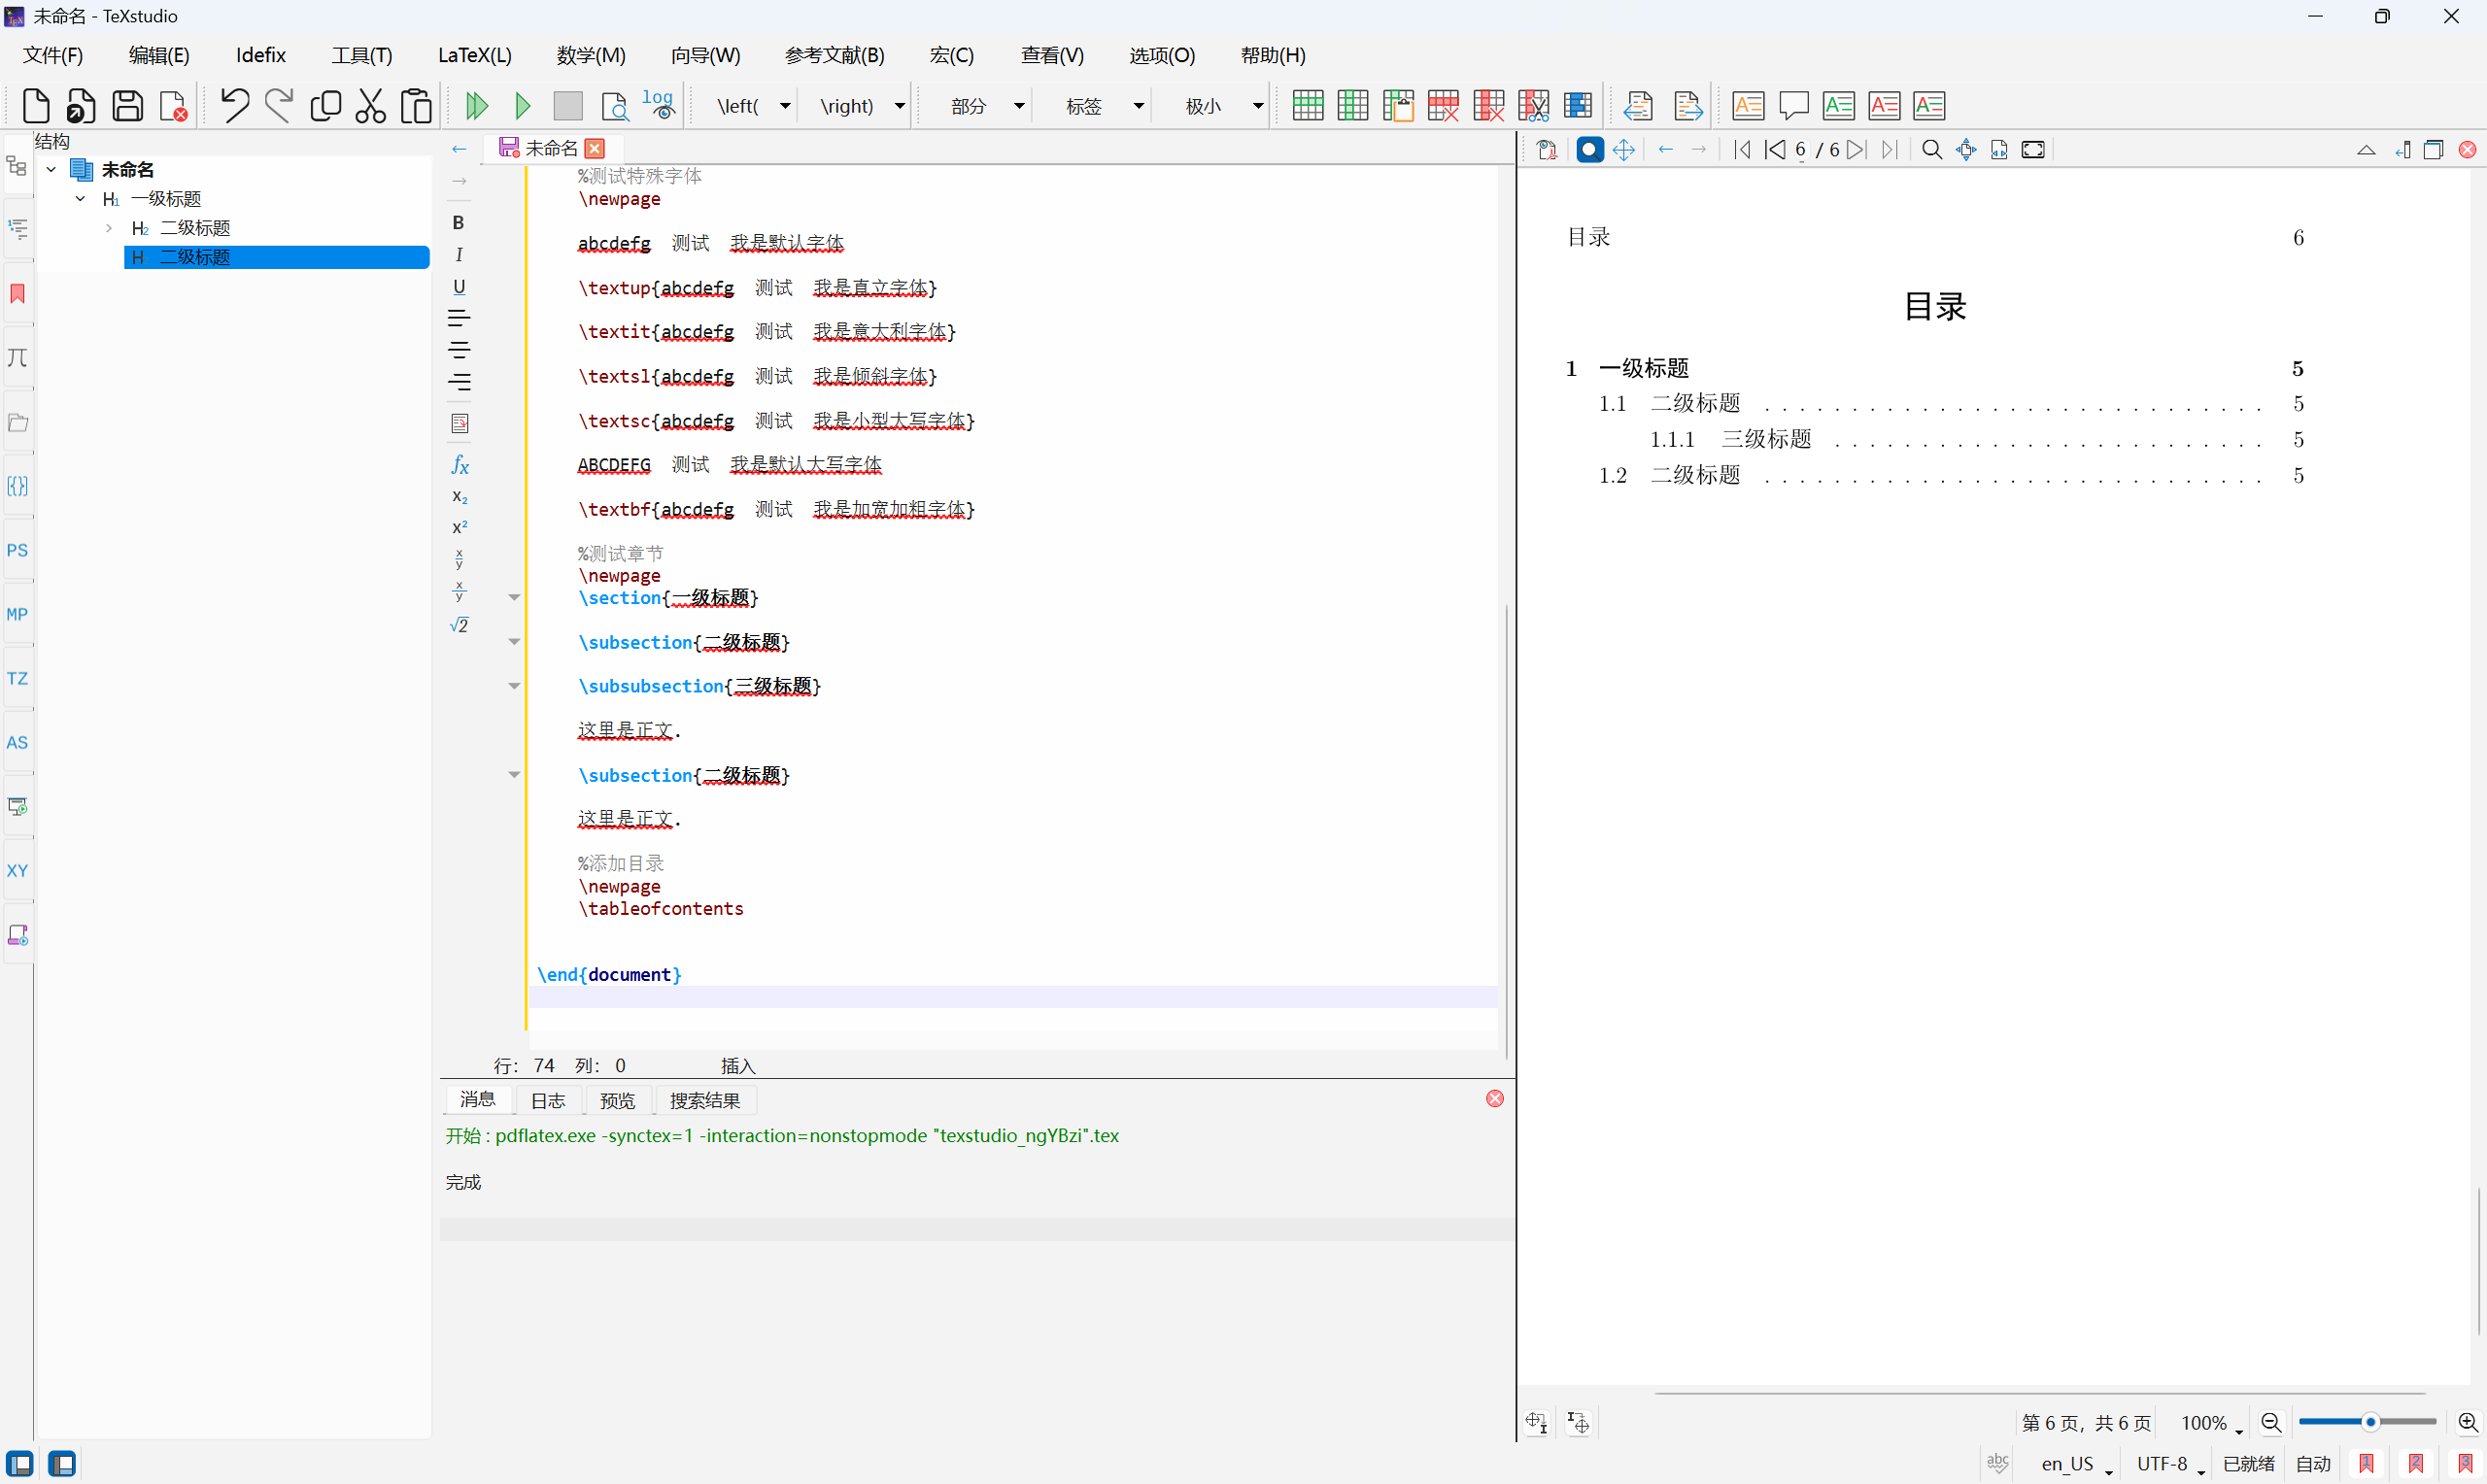 未命名 - TeXstudio
文件(F) 编辑(E) Idefix 工具(T) LaTeX(L) 数学(M) 向导(W) 参考文献(B) 宏(C) 查看(V) 选项(O) 帮助(H)
log \left( \right) 部分 标签 极小
结构
未命名
H1 一级标题
H2 二级标题
H 二级标题
PS
MP
TZ
AS
XY
B
I
U
fx
x2
x2
x/y
x/y
√2
未命名
%测试特殊字体
\newpage
abcdefg 测试 我是默认字体
\textup{abcdefg 测试 我是直立字体}
\textit{abcdefg 测试 我是意大利字体}
\textsl{abcdefg 测试 我是倾斜字体}
\textsc{abcdefg 测试 我是小型大写字体}
ABCDEFG 测试 我是默认大写字体
\textbf{abcdefg 测试 我是加宽加粗字体}
%测试章节
\newpage
\section{一级标题}
\subsection{二级标题}
\subsubsection{三级标题}
这里是正文.
\subsection{二级标题}
这里是正文.
%添加目录
\newpage
\tableofcontents
\end{document}
行: 74 列: 0 插入
消息 日志 预览 搜索结果
开始 : pdflatex.exe -synctex=1 -interaction=nonstopmode "texstudio_ngYBzi".tex
完成
6 / 6
目录 6
目录
1 一级标题 5
1.1 二级标题 . . . . . . . . . . . . . . . . . . . . . . . . . . . . . 5
1.1.1 三级标题 . . . . . . . . . . . . . . . . . . . . . . . . . 5
1.2 二级标题 . . . . . . . . . . . . . . . . . . . . . . . . . . . . . 5
第 6 页, 共 6 页 100%
abc en_US UTF-8 已就绪 自动 1 2 3